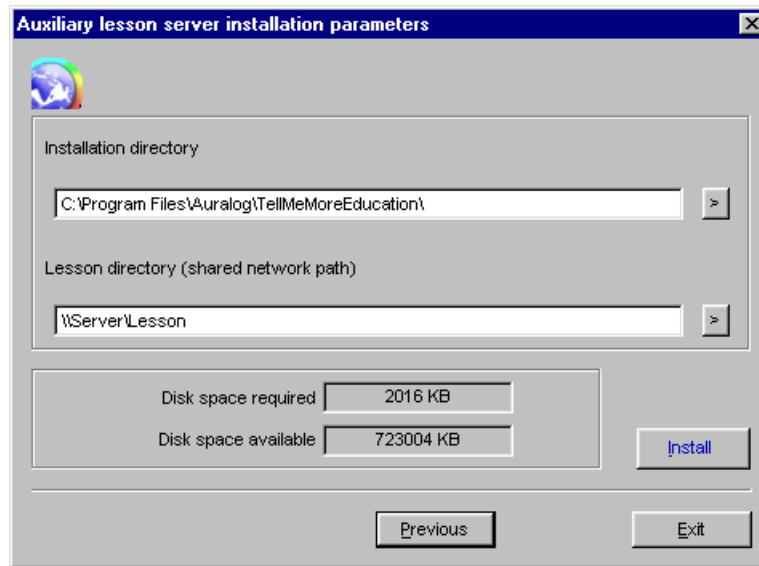 Auxiliary lesson server installation parameters
Installation directory
C:\Program Files\Auralog\TellMeMoreEducation\
>
Lesson directory (shared network path)
\\Server\Lesson
>
Disk space required 2016 KB
Disk space available 723004 KB
Install
Previous
Exit